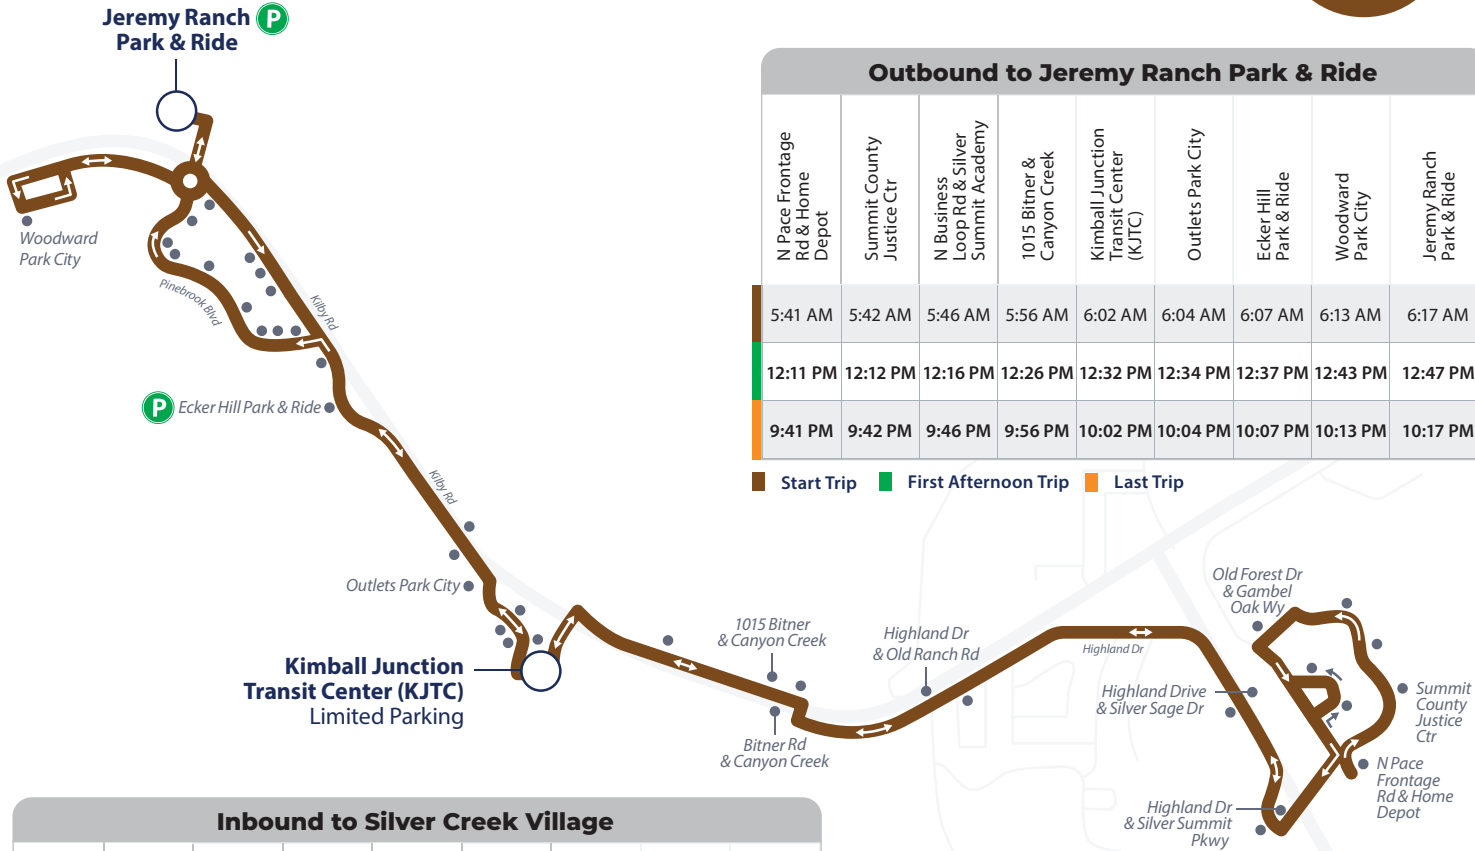 Jeremy Ranch
Park & Ride
P
Woodward
Park City
Pinebrook Blvd
Kilby Rd
P
Ecker Hill Park & Ride
Kilby Rd
Outlets Park City
Kimball Junction
Transit Center (KJTC)
Limited Parking
1015 Bitner
& Canyon Creek
Bitner Rd
& Canyon Creek
Highland Dr
& Old Ranch Rd
Highland Dr
Highland Drive
& Silver Sage Dr
Highland Dr
& Silver Summit
Pkwy
Old Forest Dr
& Gambel
Oak Wy
Summit
County
Justice
Ctr
N Pace
Frontage
Rd & Home
Depot
Outbound to Jeremy Ranch Park & Ride
N Pace Frontage
Rd & Home
Depot
Summit County
Justice Ctr
N Business
Loop Rd & Silver
Summit Academy
1015 Bitner &
Canyon Creek
Kimball Junction
Transit Center
(KJTC)
Outlets Park City
Ecker Hill
Park & Ride
Woodward
Park City
Jeremy Ranch
Park & Ride
5:41 AM 5:42 AM 5:46 AM 5:56 AM 6:02 AM 6:04 AM 6:07 AM 6:13 AM 6:17 AM
12:11 PM 12:12 PM 12:16 PM 12:26 PM 12:32 PM 12:34 PM 12:37 PM 12:43 PM 12:47 PM
9:41 PM 9:42 PM 9:46 PM 9:56 PM 10:02 PM 10:04 PM 10:07 PM 10:13 PM 10:17 PM
Start Trip First Afternoon Trip Last Trip
Inbound to Silver Creek Village